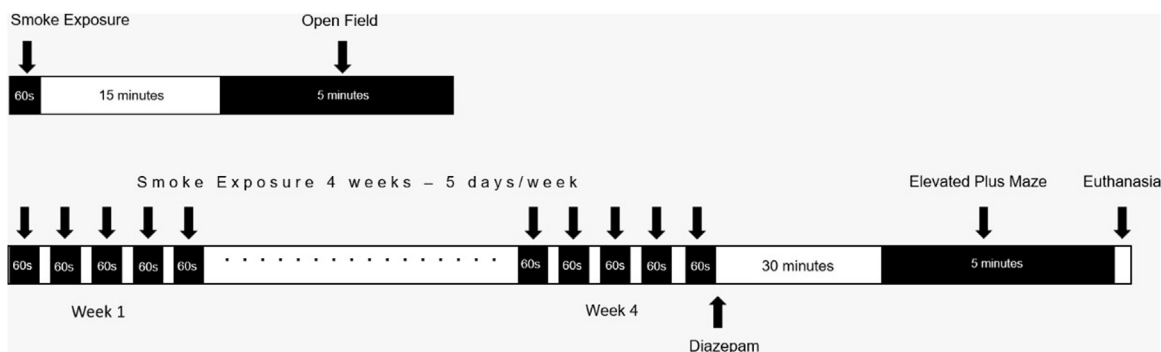 Smoke Exposure Open Field
60s 15 minutes 5 minutes
Smoke Exposure 4 weeks – 5 days/week Elevated Plus Maze Euthanasia
60s 60s 60s 60s 60s . . . . . . . . . . . . . . . . 60s 60s 60s 60s 60s 30 minutes 5 minutes
Week 1 Week 4
Diazepam